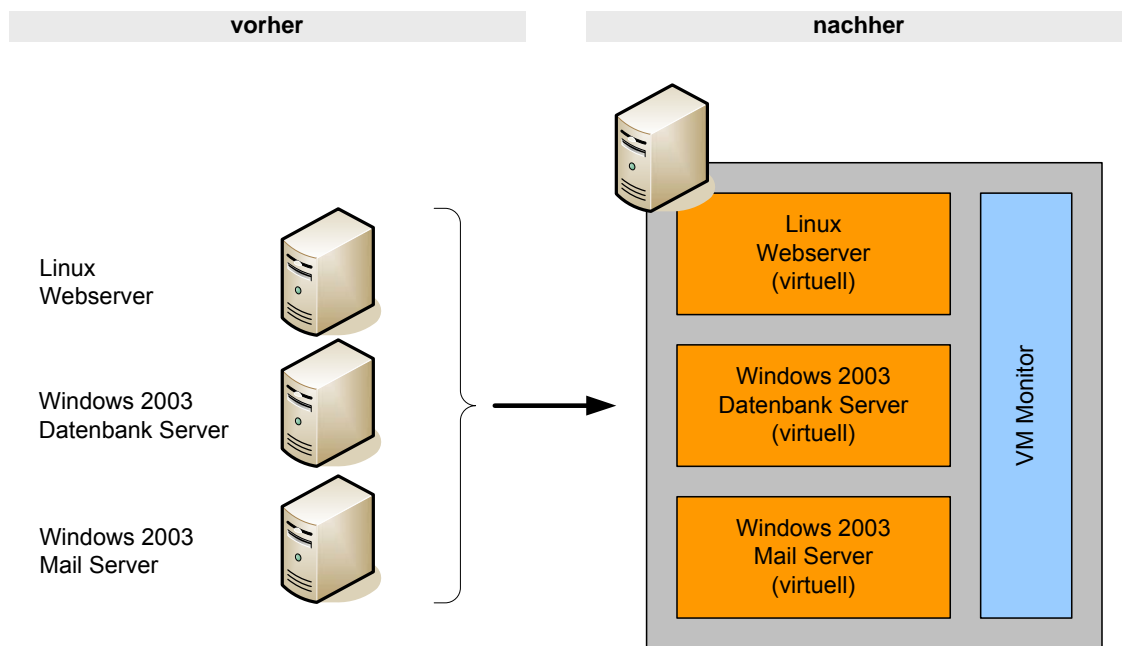 vorher
nachher
Linux
Webserver
Windows 2003
Datenbank Server
Windows 2003
Mail Server
Linux
Webserver
(virtuell)
Windows 2003
Datenbank Server
(virtuell)
Windows 2003
Mail Server
(virtuell)
VM Monitor